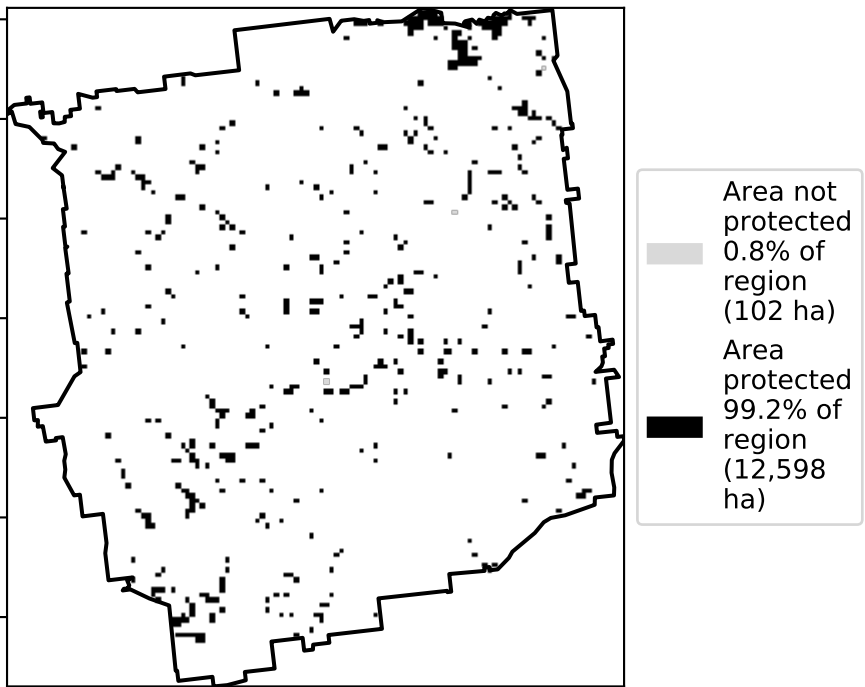 Area not
protected
0.8% of
region
(102 ha)
Area
protected
99.2% of
region
(12,598
ha)